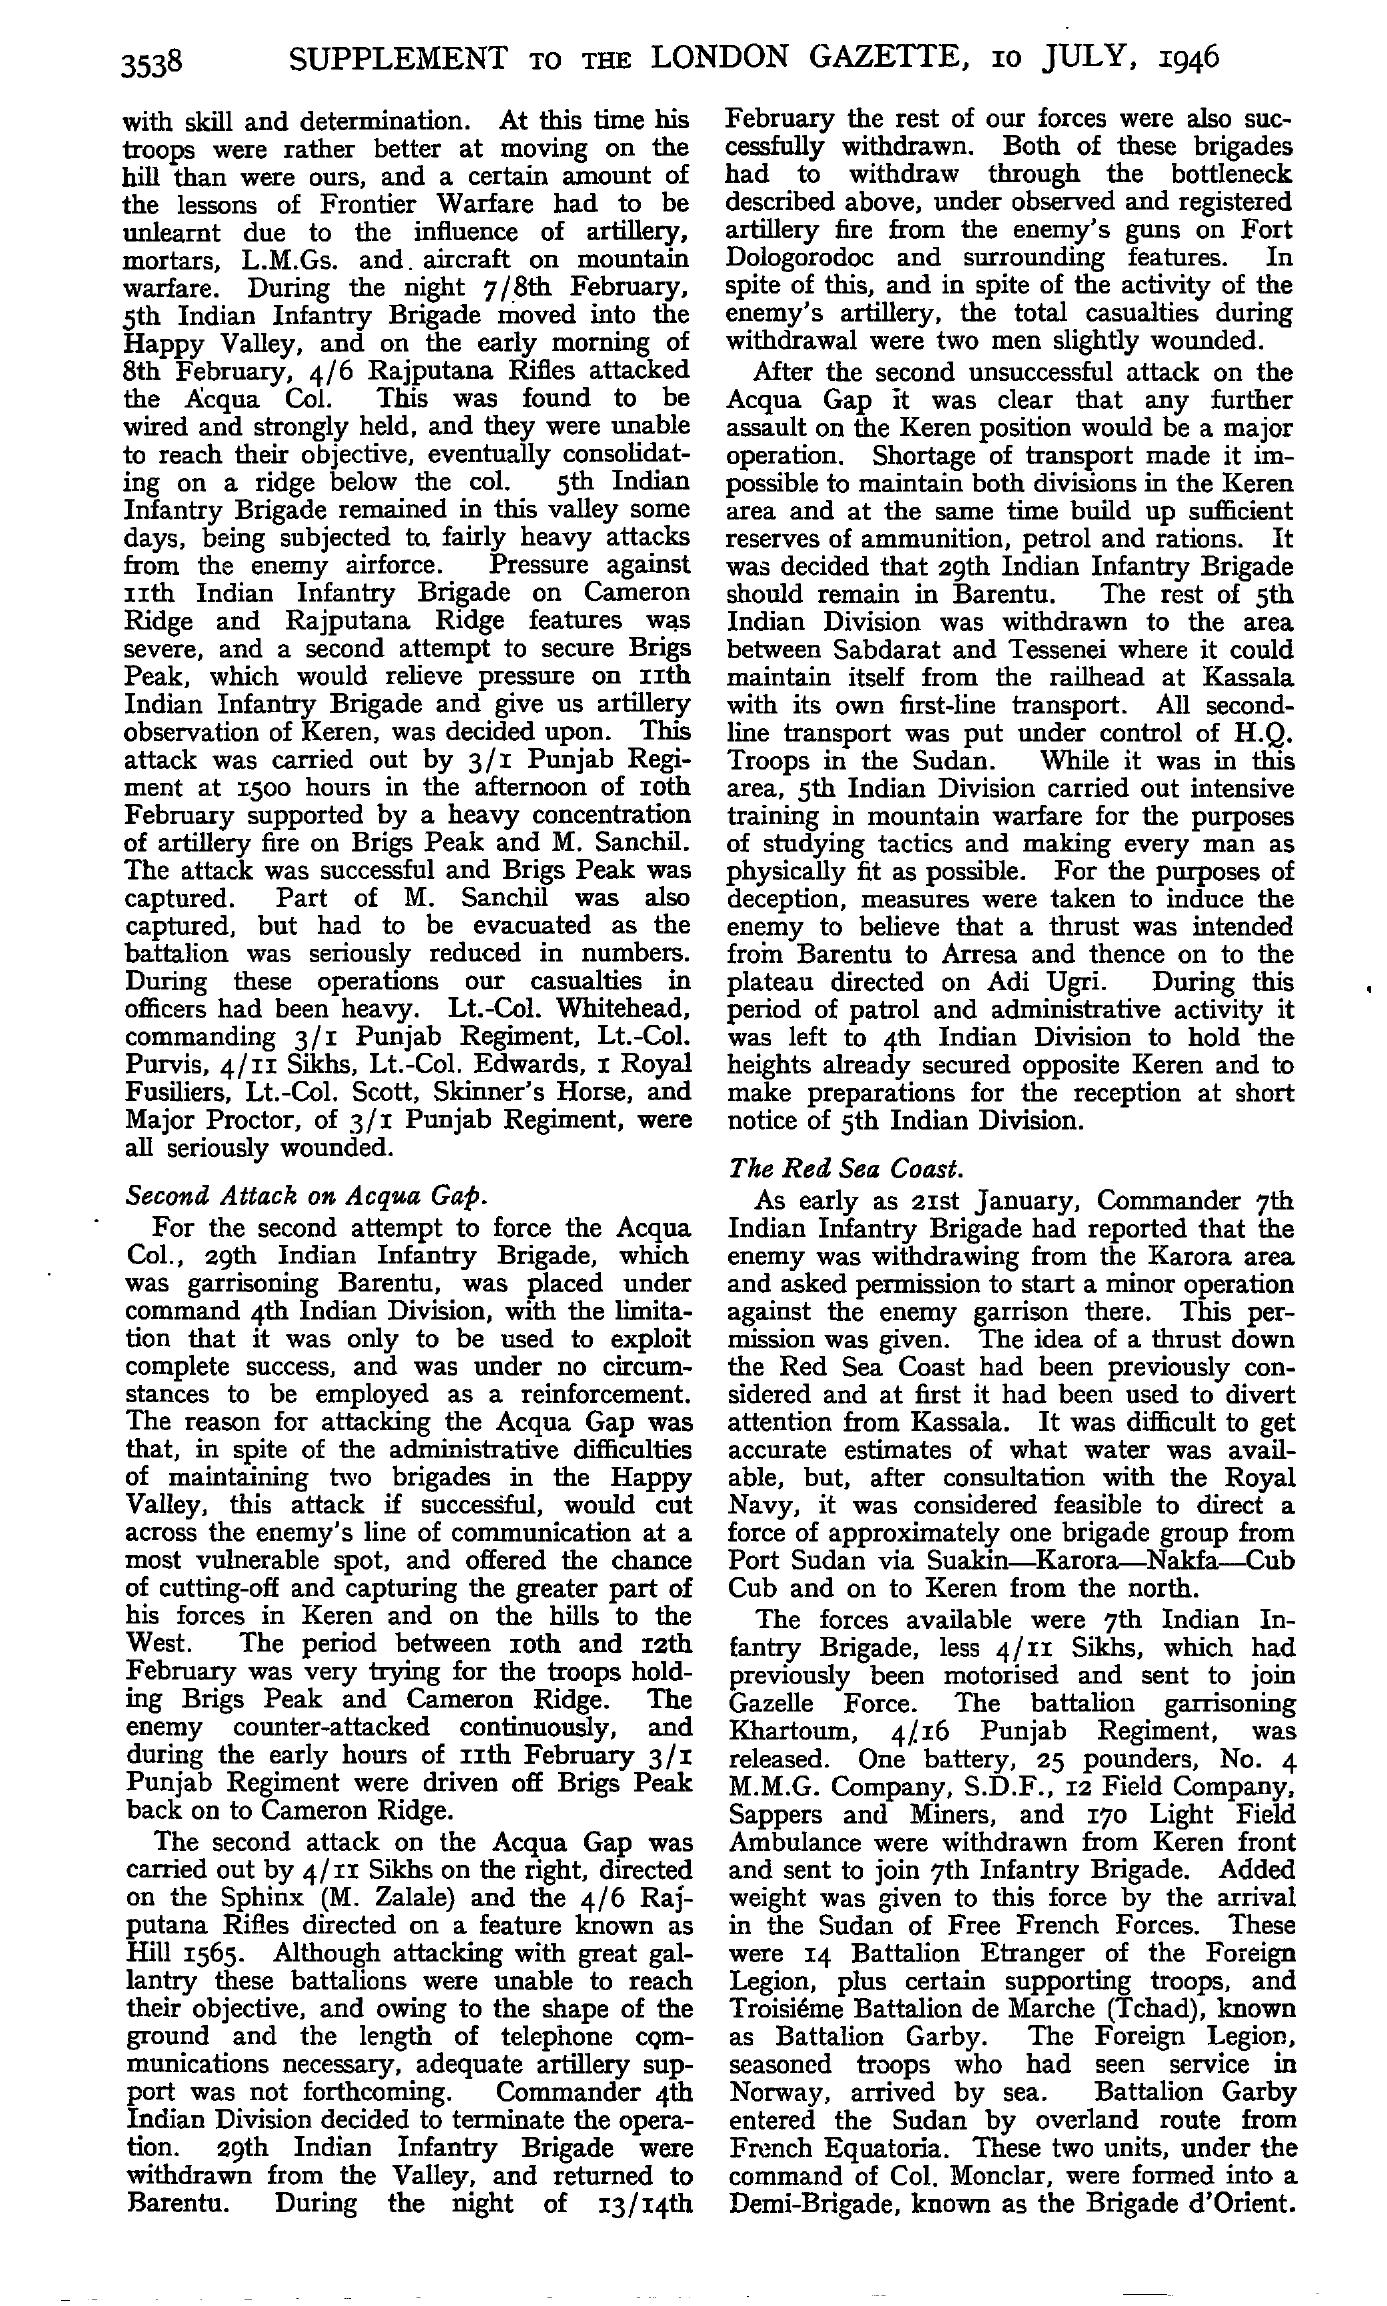 3538 SUPPLEMENT TO THE LONDON GAZETTE, 10 JULY, 1946
with skill and determination. At this time his
troops were rather better at moving on the
hill than were ours, and a certain amount of
the lessons of Frontier Warfare had to be
unlearnt due to the influence of artillery,
mortars, L.M.Gs. and aircraft on mountain
warfare. During the night 7/8th February,
5th Indian Infantry Brigade moved into the
Happy Valley, and on the early morning of
8th February, 4/6 Rajputana Rifles attacked
the Acqua Col. This was found to be
wired and strongly held, and they were unable
to reach their objective, eventually consolidat-
ing on a ridge below the col. 5th Indian
Infantry Brigade remained in this valley some
days, being subjected to fairly heavy attacks
from the enemy airforce. Pressure against
11th Indian Infantry Brigade on Cameron
Ridge and Rajputana Ridge features was
severe, and a second attempt to secure Brigs
Peak, which would relieve pressure on 11th
Indian Infantry Brigade and give us artillery
observation of Keren, was decided upon. This
attack was carried out by 3/1 Punjab Regi-
ment at 1500 hours in the afternoon of 10th
February supported by a heavy concentration
of artillery fire on Brigs Peak and M. Sanchil.
The attack was successful and Brigs Peak was
captured. Part of M. Sanchil was also
captured, but had to be evacuated as the
battalion was seriously reduced in numbers.
During these operations our casualties in
officers had been heavy. Lt.-Col. Whitehead,
commanding 3/1 Punjab Regiment, Lt.-Col.
Purvis, 4/11 Sikhs, Lt.-Col. Edwards, 1 Royal
Fusiliers, Lt.-Col. Scott, Skinner's Horse, and
Major Proctor, of 3/1 Punjab Regiment, were
all seriously wounded.
Second Attack on Acqua Gap.
For the second attempt to force the Acqua
Col., 29th Indian Infantry Brigade, which
was garrisoning Barentu, was placed under
command 4th Indian Division, with the limita-
tion that it was only to be used to exploit
complete success, and was under no circum-
stances to be employed as a reinforcement.
The reason for attacking the Acqua Gap was
that, in spite of the administrative difficulties
of maintaining two brigades in the Happy
Valley, this attack if successful, would cut
across the enemy's line of communication at a
most vulnerable spot, and offered the chance
of cutting-off and capturing the greater part of
his forces in Keren and on the hills to the
West. The period between 10th and 12th
February was very trying for the troops hold-
ing Brigs Peak and Cameron Ridge. The
enemy counter-attacked continuously, and
during the early hours of 11th February 3/1
Punjab Regiment were driven off Brigs Peak
back on to Cameron Ridge.
The second attack on the Acqua Gap was
carried out by 4/11 Sikhs on the right, directed
on the Sphinx (M. Zalale) and the 4/6 Raj-
putana Rifles directed on a feature known as
Hill 1565. Although attacking with great gal-
lantry these battalions were unable to reach
their objective, and owing to the shape of the
ground and the length of telephone com-
munications necessary, adequate artillery sup-
port was not forthcoming. Commander 4th
Indian Division decided to terminate the opera-
tion. 29th Indian Infantry Brigade were
withdrawn from the Valley, and returned to
Barentu. During the night of 13/14th
February the rest of our forces were also suc-
cessfully withdrawn. Both of these brigades
had to withdraw through the bottleneck
described above, under observed and registered
artillery fire from the enemy's guns on Fort
Dologorodoc and surrounding features. In
spite of this, and in spite of the activity of the
enemy's artillery, the total casualties during
withdrawal were two men slightly wounded.
After the second unsuccessful attack on the
Acqua Gap it was clear that any further
assault on the Keren position would be a major
operation. Shortage of transport made it im-
possible to maintain both divisions in the Keren
area and at the same time build up sufficient
reserves of ammunition, petrol and rations. It
was decided that 29th Indian Infantry Brigade
should remain in Barentu. The rest of 5th
Indian Division was withdrawn to the area
between Sabdarat and Tessenei where it could
maintain itself from the railhead at Kassala
with its own first-line transport. All second-
line transport was put under control of H.Q.
Troops in the Sudan. While it was in this
area, 5th Indian Division carried out intensive
training in mountain warfare for the purposes
of studying tactics and making every man as
physically fit as possible. For the purposes of
deception, measures were taken to induce the
enemy to believe that a thrust was intended
from Barentu to Arresa and thence on to the
plateau directed on Adi Ugri. During this
period of patrol and administrative activity it
was left to 4th Indian Division to hold the
heights already secured opposite Keren and to
make preparations for the reception at short
notice of 5th Indian Division.
The Red Sea Coast.
As early as 21st January, Commander 7th
Indian Infantry Brigade had reported that the
enemy was withdrawing from the Karora area
and asked permission to start a minor operation
against the enemy garrison there. This per-
mission was given. The idea of a thrust down
the Red Sea Coast had been previously con-
sidered and at first it had been used to divert
attention from Kassala. It was difficult to get
accurate estimates of what water was avail-
able, but, after consultation with the Royal
Navy, it was considered feasible to direct a
force of approximately one brigade group from
Port Sudan via Suakin—Karora—Nakfa—Cub
Cub and on to Keren from the north.
The forces available were 7th Indian In-
fantry Brigade, less 4/11 Sikhs, which had
previously been motorised and sent to join
Gazelle Force. The battalion garrisoning
Khartoum, 4/16 Punjab Regiment, was
released. One battery, 25 pounders, No. 4
M.M.G. Company, S.D.F., 12 Field Company,
Sappers and Miners, and 170 Light Field
Ambulance were withdrawn from Keren front
and sent to join 7th Infantry Brigade. Added
weight was given to this force by the arrival
in the Sudan of Free French Forces. These
were 14 Battalion Etranger of the Foreign
Legion, plus certain supporting troops, and
Troisiéme Battalion de Marche (Tchad), known
as Battalion Garby. The Foreign Legion,
seasoned troops who had seen service in
Norway, arrived by sea. Battalion Garby
entered the Sudan by overland route from
French Equatoria. These two units, under the
command of Col. Monclar, were formed into a
Demi-Brigade, known as the Brigade d'Orient.